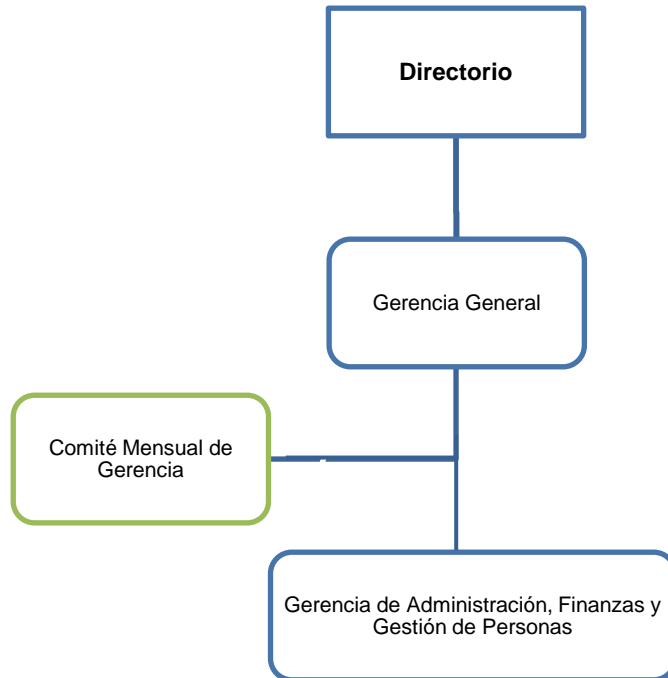 Directorio
Gerencia General
Comité Mensual de
Gerencia
Gerencia de Administración, Finanzas y
Gestión de Personas